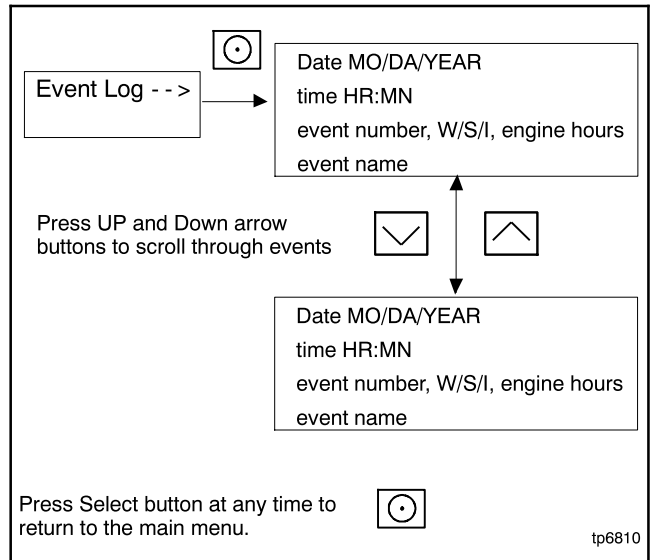 Event Log - - >
Date MO/DA/YEAR
time HR:MN
event number, W/S/I, engine hours
event name
Press UP and Down arrow
buttons to scroll through events
Date MO/DA/YEAR
time HR:MN
event number, W/S/I, engine hours
event name
Press Select button at any time to
return to the main menu.
tp6810